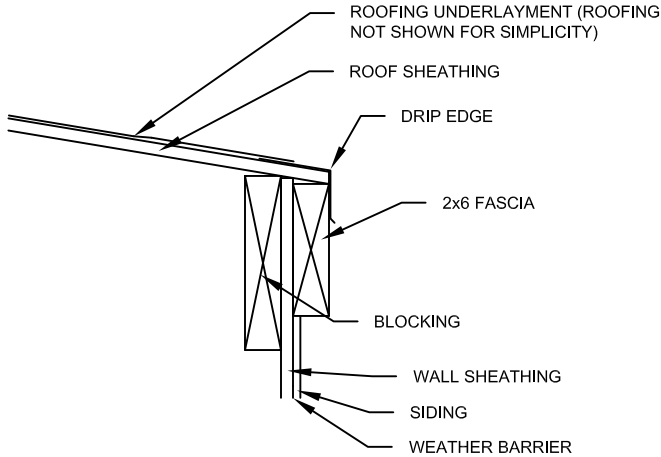 ROOFING UNDERLAYMENT (ROOFING
NOT SHOWN FOR SIMPLICITY)
ROOF SHEATHING
DRIP EDGE
2x6 FASCIA
BLOCKING
WALL SHEATHING
SIDING
WEATHER BARRIER